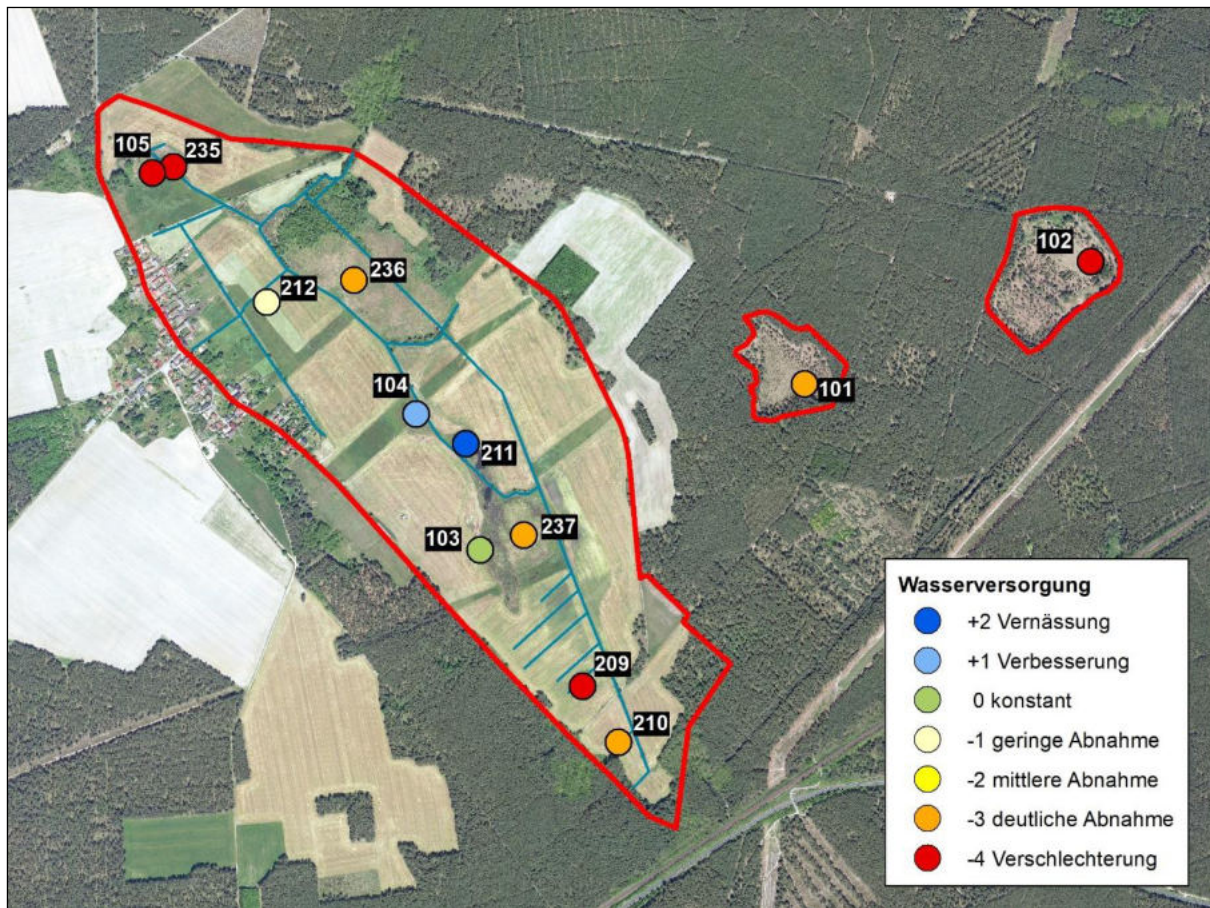 105
235
102
236
212
101
104
211
237
103
209
210
Wasserversorgung
+2 Vernässung
+1 Verbesserung
0 konstant
-1 geringe Abnahme
-2 mittlere Abnahme
-3 deutliche Abnahme
-4 Verschlechterung